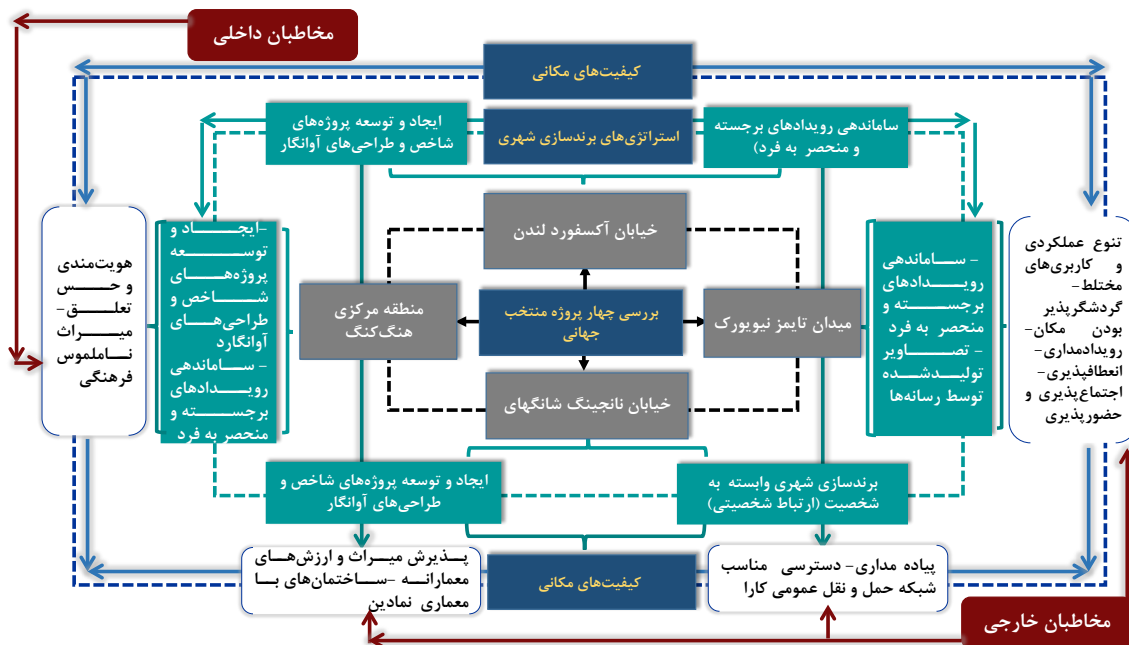 مخاطبان داخلی
کیفیت‌های مکانی
ایجاد و توسعه پروژه‌های
شاخص و طراحی‌های آوانگار
استراتژی‌های برندسازی شهری
ساماندهی رویدادهای برجسته
و منحصر به فرد)
تنوع عملکردی
و کاربری‌های
مختلط-
گردشگرپذیر
بودن مکان-
رویدادمداری-
انعطاف‍پذیری-
اجتماع‌پذیری و
حضورپذیری
- ساماندهی
رویدادهای
برجسته و
منحصر به فرد
- تصاویر
تولیدشده
توسط رسانه‌ها
خیابان آکسفورد لندن
میدان تایمز نیویورک
بررسی چهار پروژه منتخب
جهانی
منطقه مرکزی
هنگ‌کنگ
خیابان نانجینگ شانگهای
-ایجاد و
توسعه
پروژه‌های
شاخص و
طراحی‌های
آوانگارد
- ساماندهی
رویدادهای
برجسته و
منحصر به فرد
هویت‌مندی
و حس
تعلق-
میراث
ناملموس
فرهنگی
برندسازی شهری وابسته به
شخصیت (ارتباط شخصیتی)
ایجاد و توسعه پروژه‌های شاخص و
طراحی‌های آوانگار
پیاده مداری- دسترسی مناسب
شبکه حمل و نقل عمومی کارا
کیفیت‌های مکانی
پذیرش میراث و ارزش‌های
معمارانه -ساختمان‌های با
معماری نمادین
مخاطبان خارجی